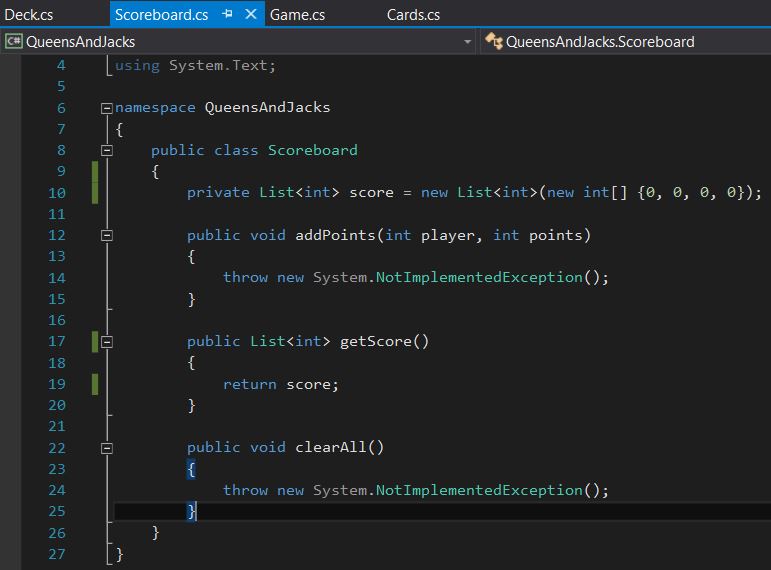 Deck.cs Scoreboard.cs Game.cs Cards.cs
C# QueensAndJacks QueensAndJacks.Scoreboard
4 using System.Text;
5
6 namespace QueensAndJacks
7 {
8 public class Scoreboard
9 {
10 private List<int> score = new List<int>(new int[] {0, 0, 0, 0});
11
12 public void addPoints(int player, int points)
13 {
14 throw new System.NotImplementedException();
15 }
16
17 public List<int> getScore()
18 {
19 return score;
20 }
21
22 public void clearAll()
23 {
24 throw new System.NotImplementedException();
25 }
26 }
27 }